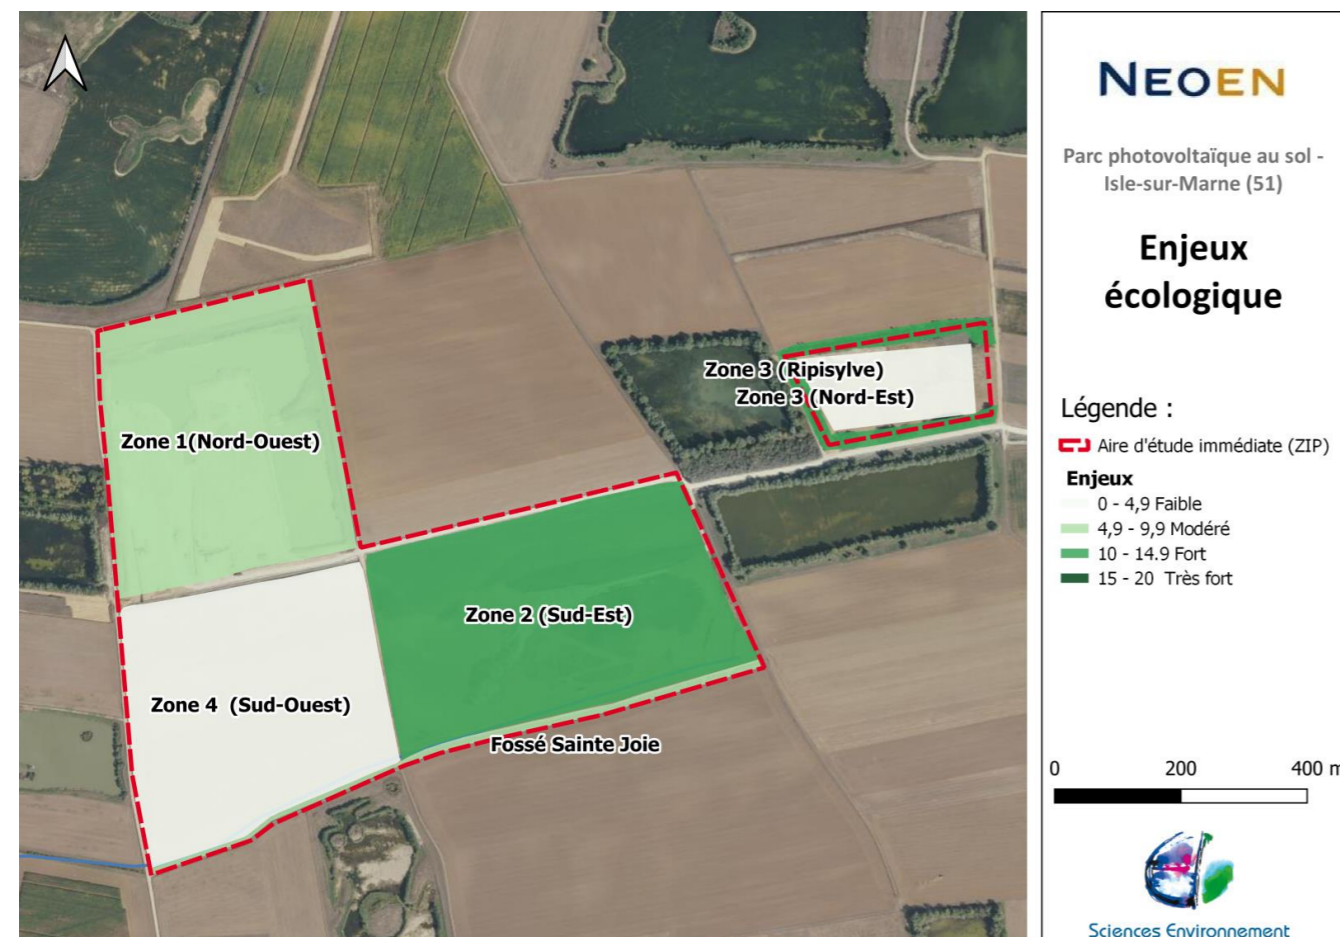 NEOEN
Parc photovoltaïque au sol -
Isle-sur-Marne (51)
Enjeux
écologique
Légende :
Aire d'étude immédiate (ZIP)
Enjeux
0 - 4,9 Faible
4,9 - 9,9 Modéré
10 - 14.9 Fort
15 - 20 Très fort
0 200 400 m
Sciences Environnement
Zone 3 (Ripisylve)
Zone 3 (Nord-Est)
Zone 1(Nord-Ouest)
Zone 2 (Sud-Est)
Zone 4 (Sud-Ouest)
Fossé Sainte Joie